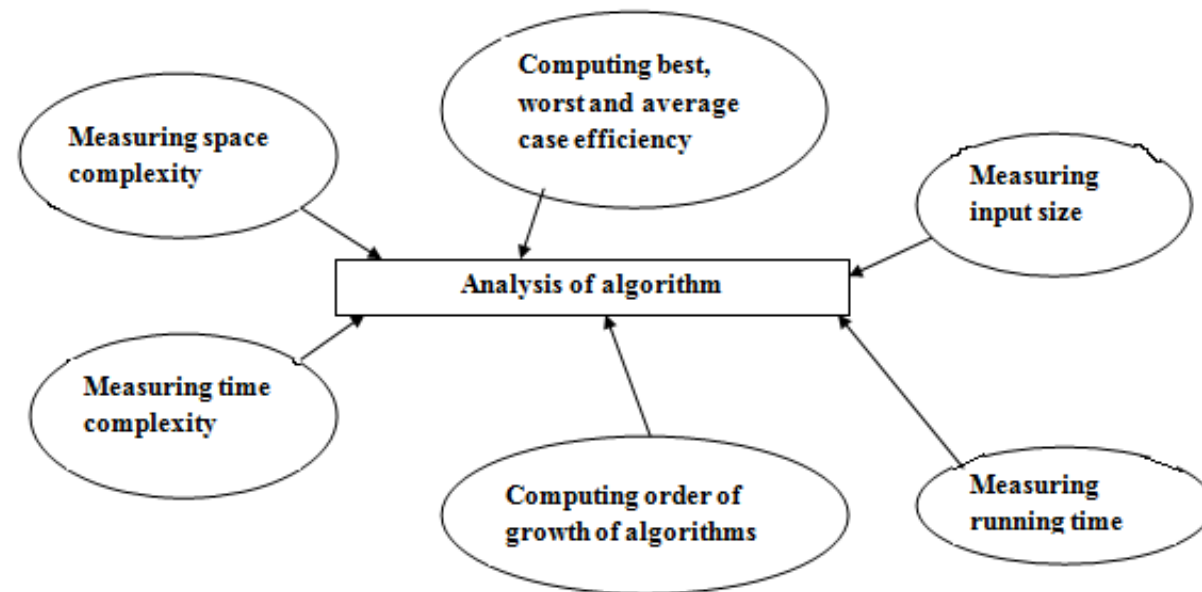 Computing best,
worst and average
case efficiency
Measuring space
complexity
Measuring
input size
Analysis of algorithm
Measuring time
complexity
Computing order of
growth of algorithms
Measuring
running time